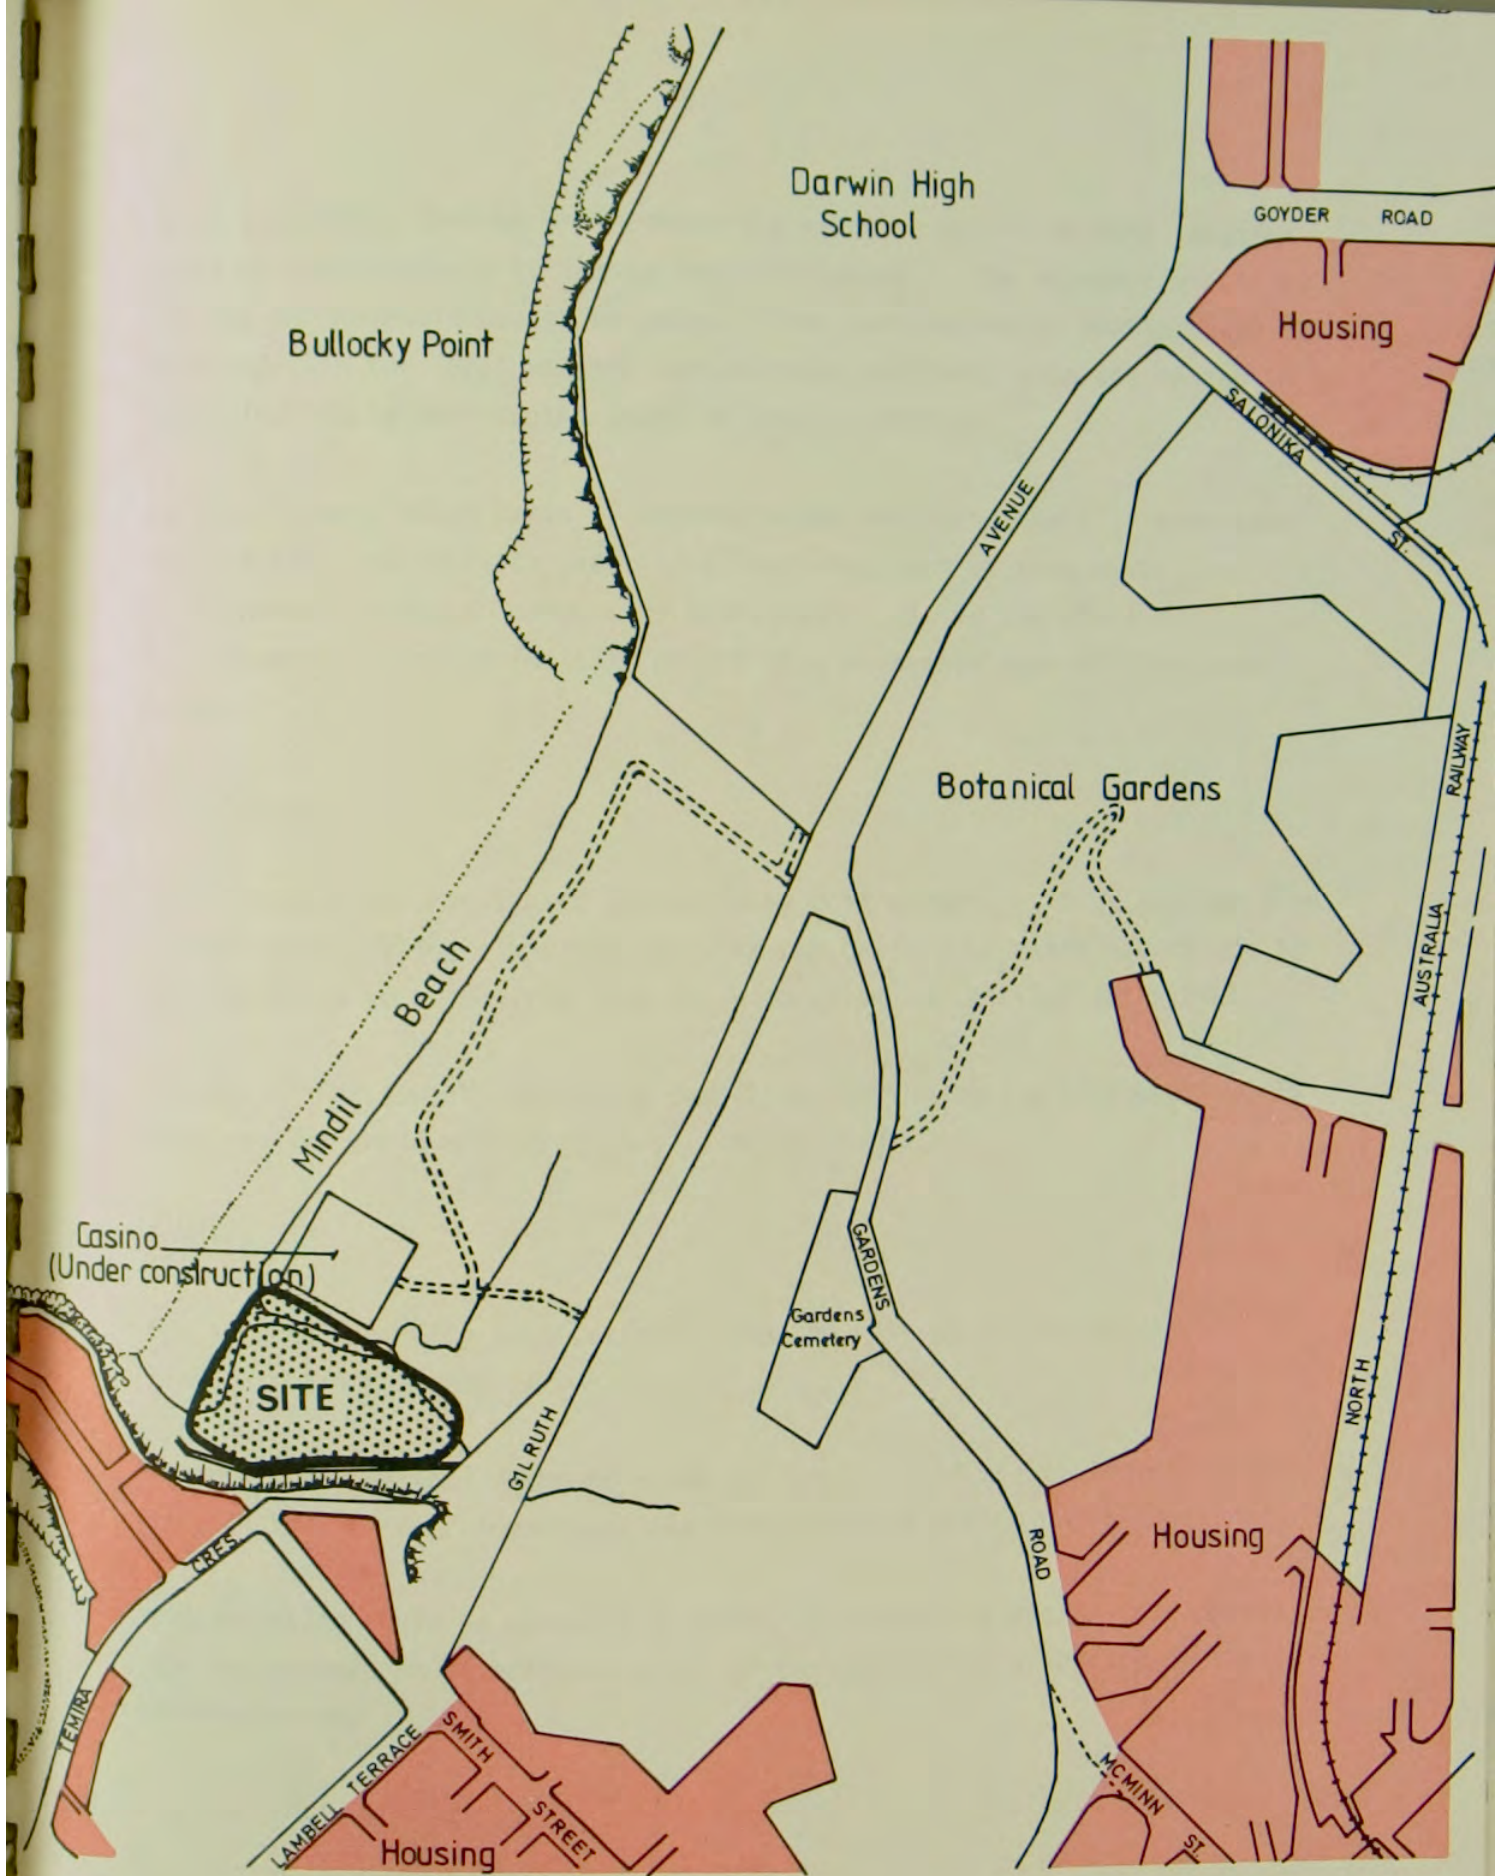 Darwin High
School
GOYDER ROAD
Bullocky Point
Housing
SALONIKA ST.
AVENUE
Botanical Gardens
RAILWAY
AUSTRALIA
NORTH
Mindil Beach
Casino
(Under construction)
GARDENS
Gardens
Cemetery
SITE
GILRUTH
ROAD
Housing
CRES.
TEMIRA
LAMBELL TERRACE
SMITH
STREET
MCMINN
ST.
Housing